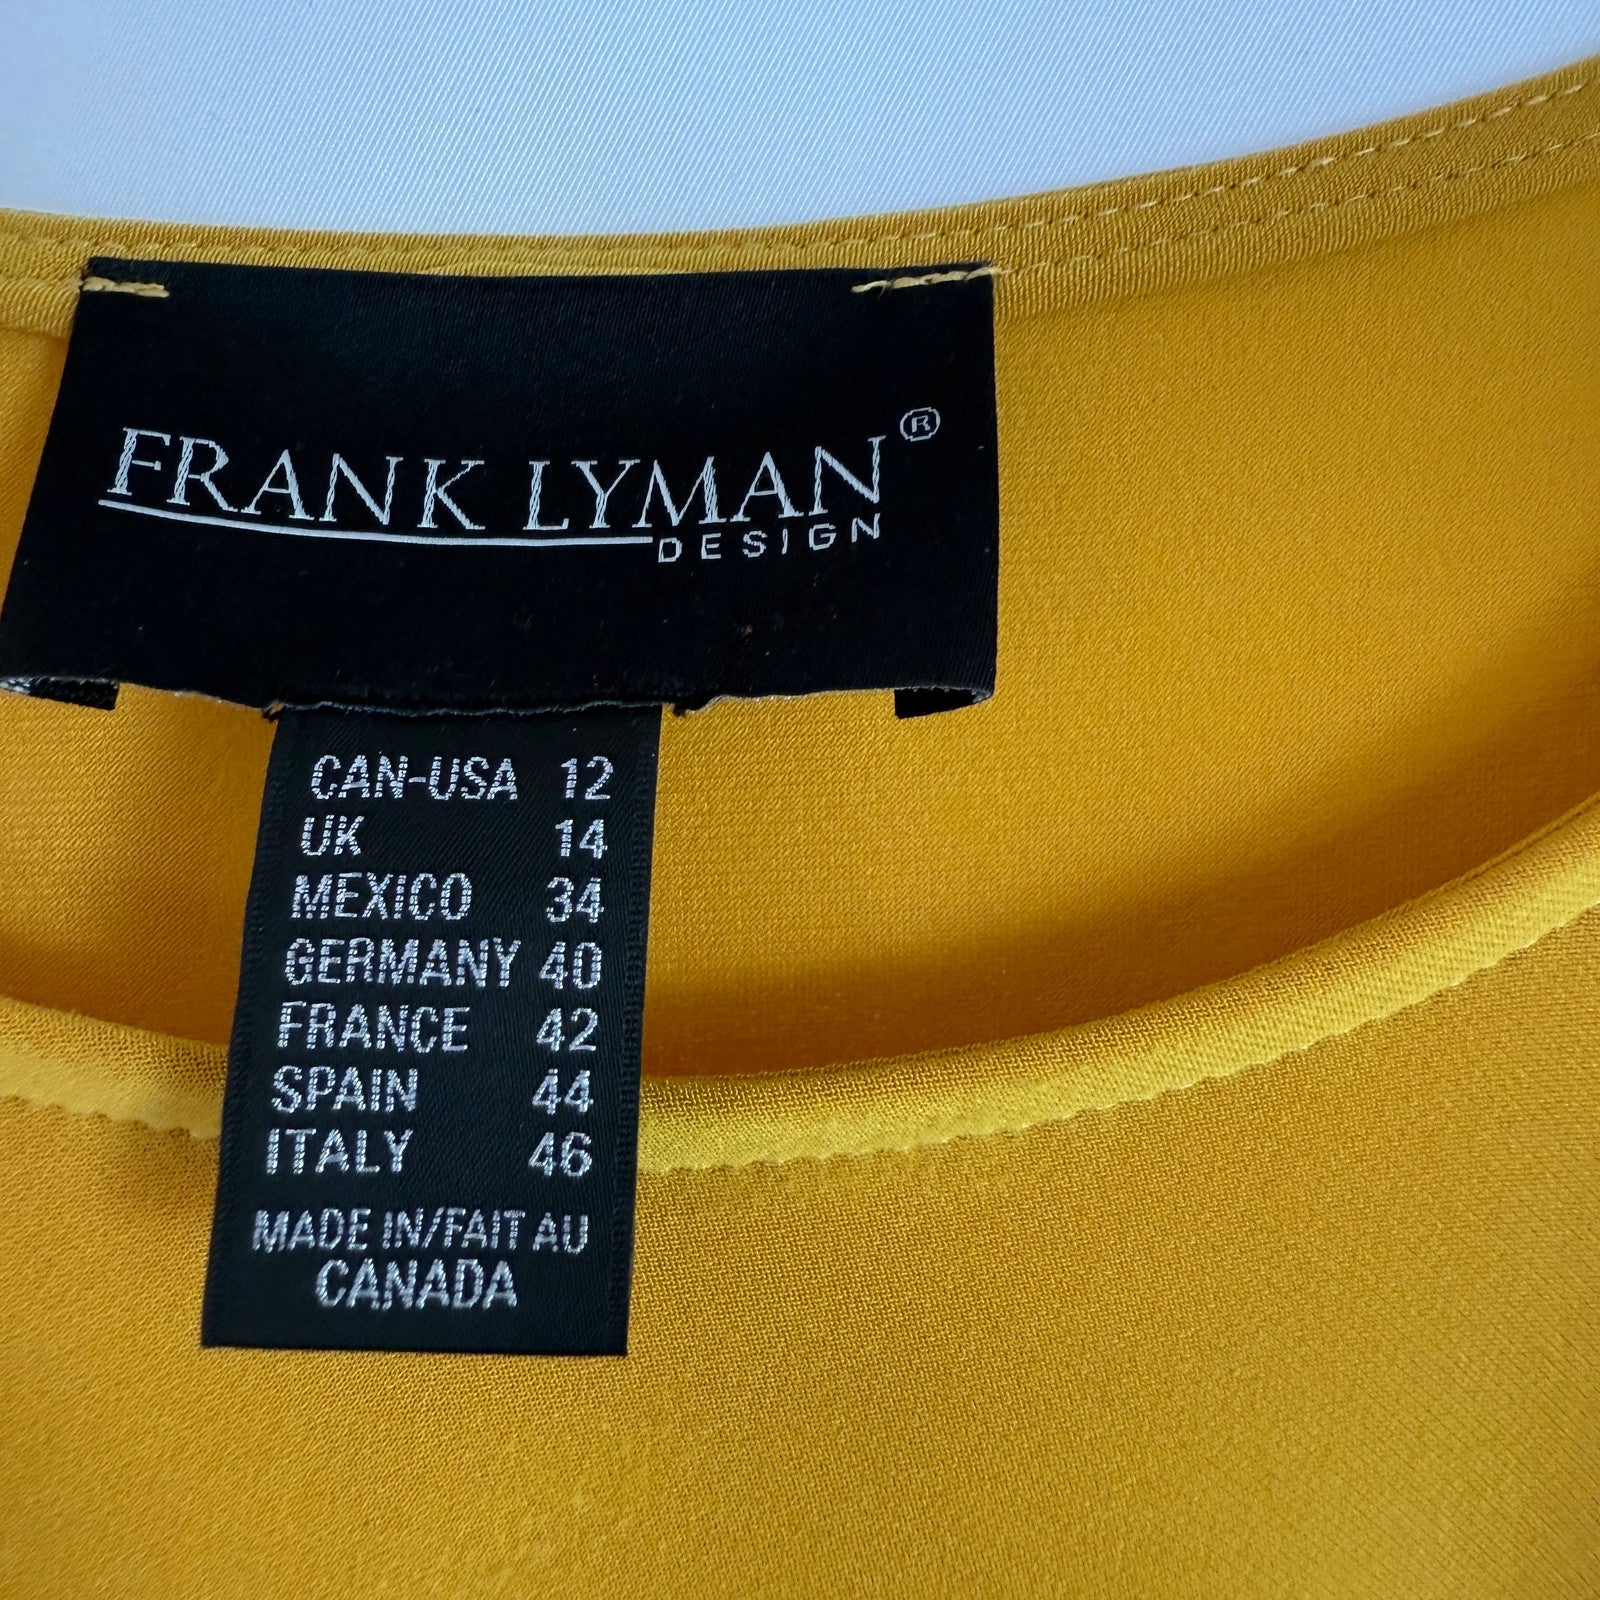 FRANK LYMAN®
DESIGN
CAN-USA 12
UK 14
MEXICO 34
GERMANY 40
FRANCE 42
SPAIN 44
ITALY 46
MADE IN/FAIT AU
CANADA